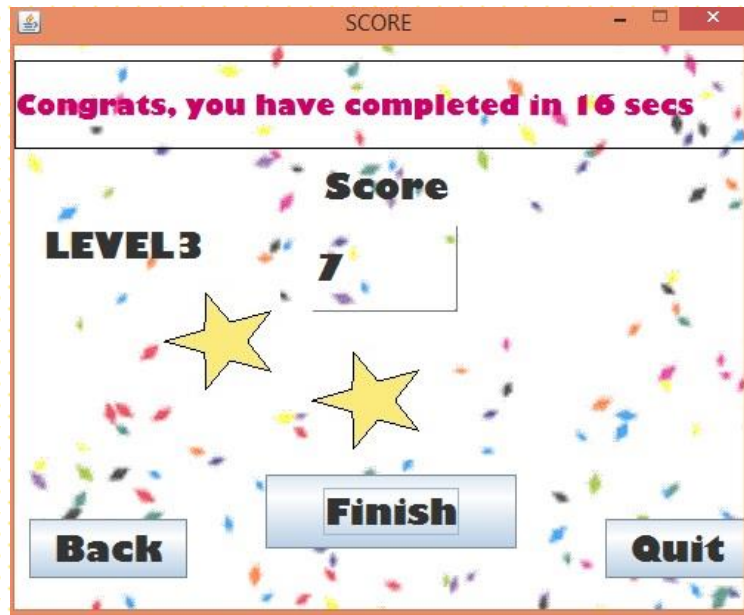 SCORE
Congrats, you have completed in 16 secs
Score
LEVEL3
7
Finish
Back
Quit